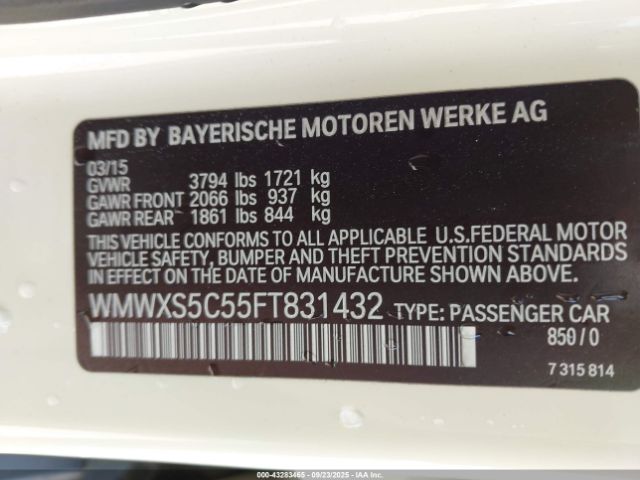 MFD BY BAYERISCHE MOTOREN WERKE AG
03/15
GVWR 3794 lbs 1721 kg
GAWR FRONT 2066 lbs 937 kg
GAWR REAR 1861 lbs 844 kg
THIS VEHICLE CONFORMS TO ALL APPLICABLE U.S.FEDERAL MOTOR
VEHICLE SAFETY, BUMPER AND THEFT PREVENTION STANDARDS
IN EFFECT ON THE DATE OF MANUFACTURE SHOWN ABOVE.
WMWXS5C55FT831432 TYPE: PASSENGER CAR
850/0
7 315 814
000-43283465 - 09/23/2025 - IAAI.COM